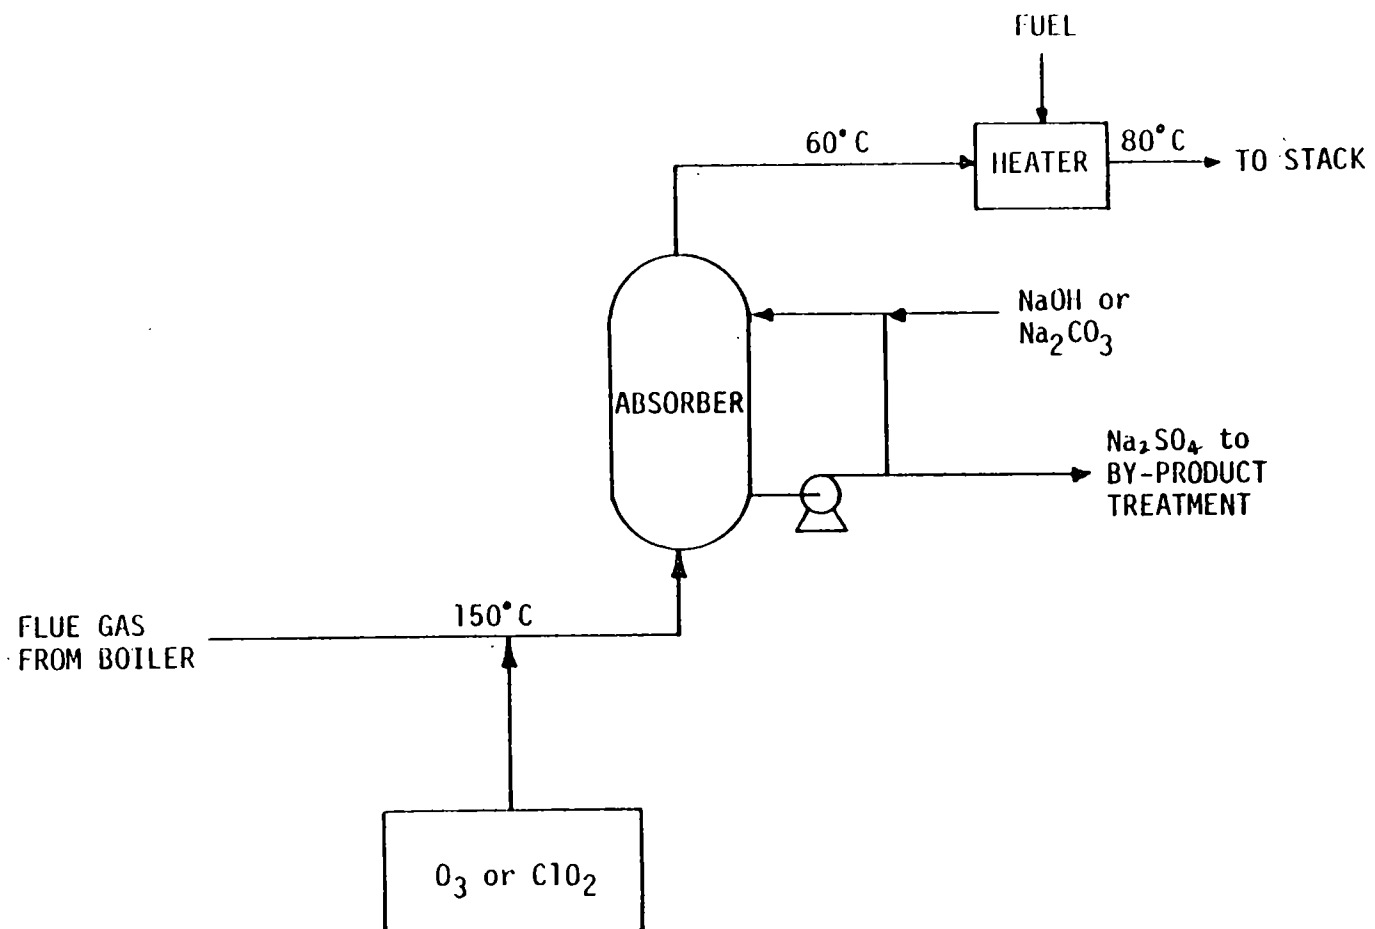 FUEL
60°C
HEATER
80°C
TO STACK
NaOH or
Na₂CO₃
ABSORBER
Na₂SO₄ to
BY-PRODUCT
TREATMENT
150°C
FLUE GAS
FROM BOILER
O₃ or ClO₂